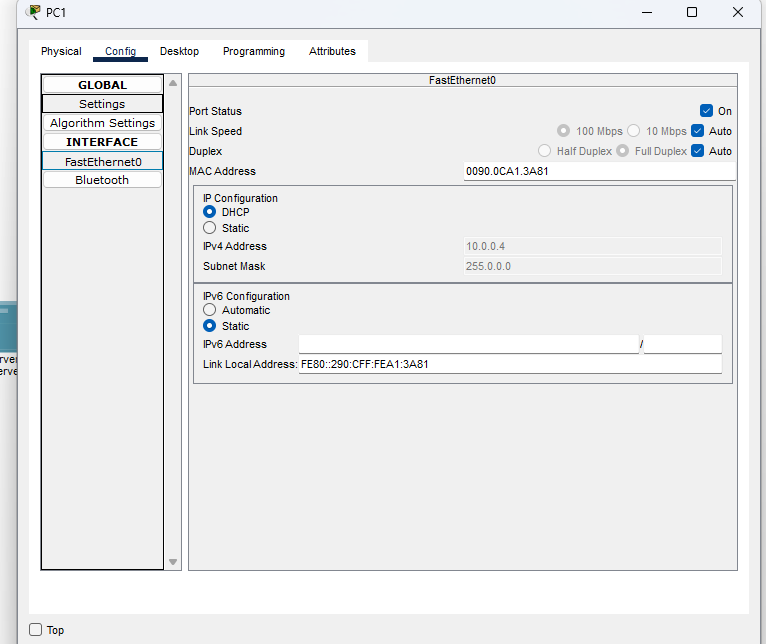 PC1
Physical Config Desktop Programming Attributes
GLOBAL
Settings
Algorithm Settings
INTERFACE
FastEthernet0
Bluetooth
FastEthernet0
Port Status On
Link Speed 100 Mbps 10 Mbps Auto
Duplex Half Duplex Full Duplex Auto
MAC Address 0090.0CA1.3A81
IP Configuration
DHCP
Static
IPv4 Address 10.0.0.4
Subnet Mask 255.0.0.0
IPv6 Configuration
Automatic
Static
IPv6 Address /
Link Local Address: FE80::290:CFF:FEA1:3A81
Top